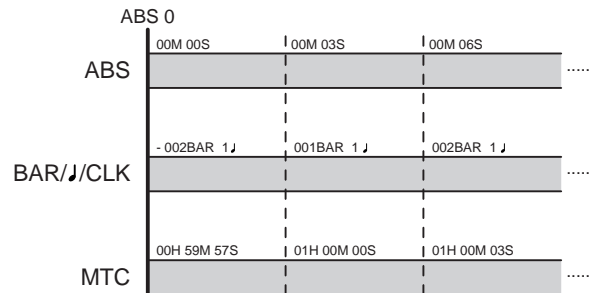 ABS 0
00M 00S 00M 03S 00M 06S
ABS .....
- 002BAR 1♩ 001BAR 1♩ 002BAR 1♩
BAR/♩/CLK .....
00H 59M 57S 01H 00M 00S 01H 00M 03S
MTC .....